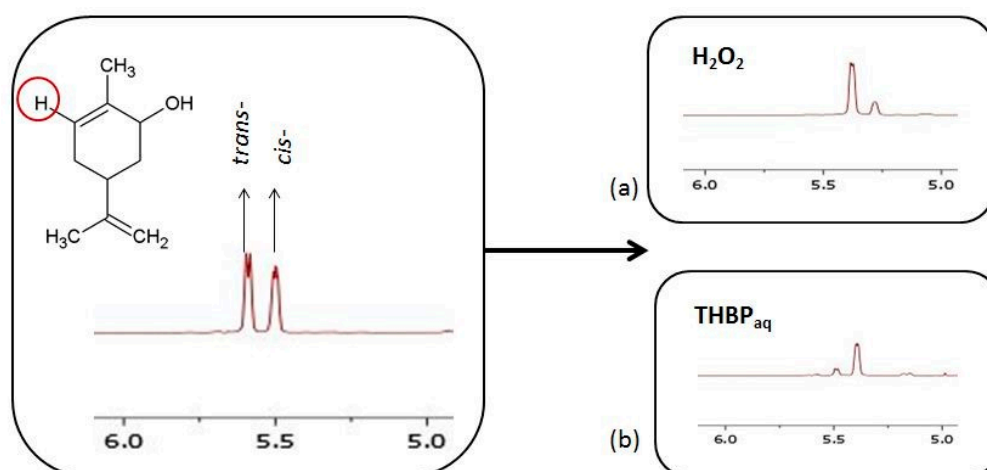 CH₃
H
OH
H₃C
CH₂
trans-
cis-
6.0 5.5 5.0
(a)
H₂O₂
6.0 5.5 5.0
(b)
THBPaq
6.0 5.5 5.0